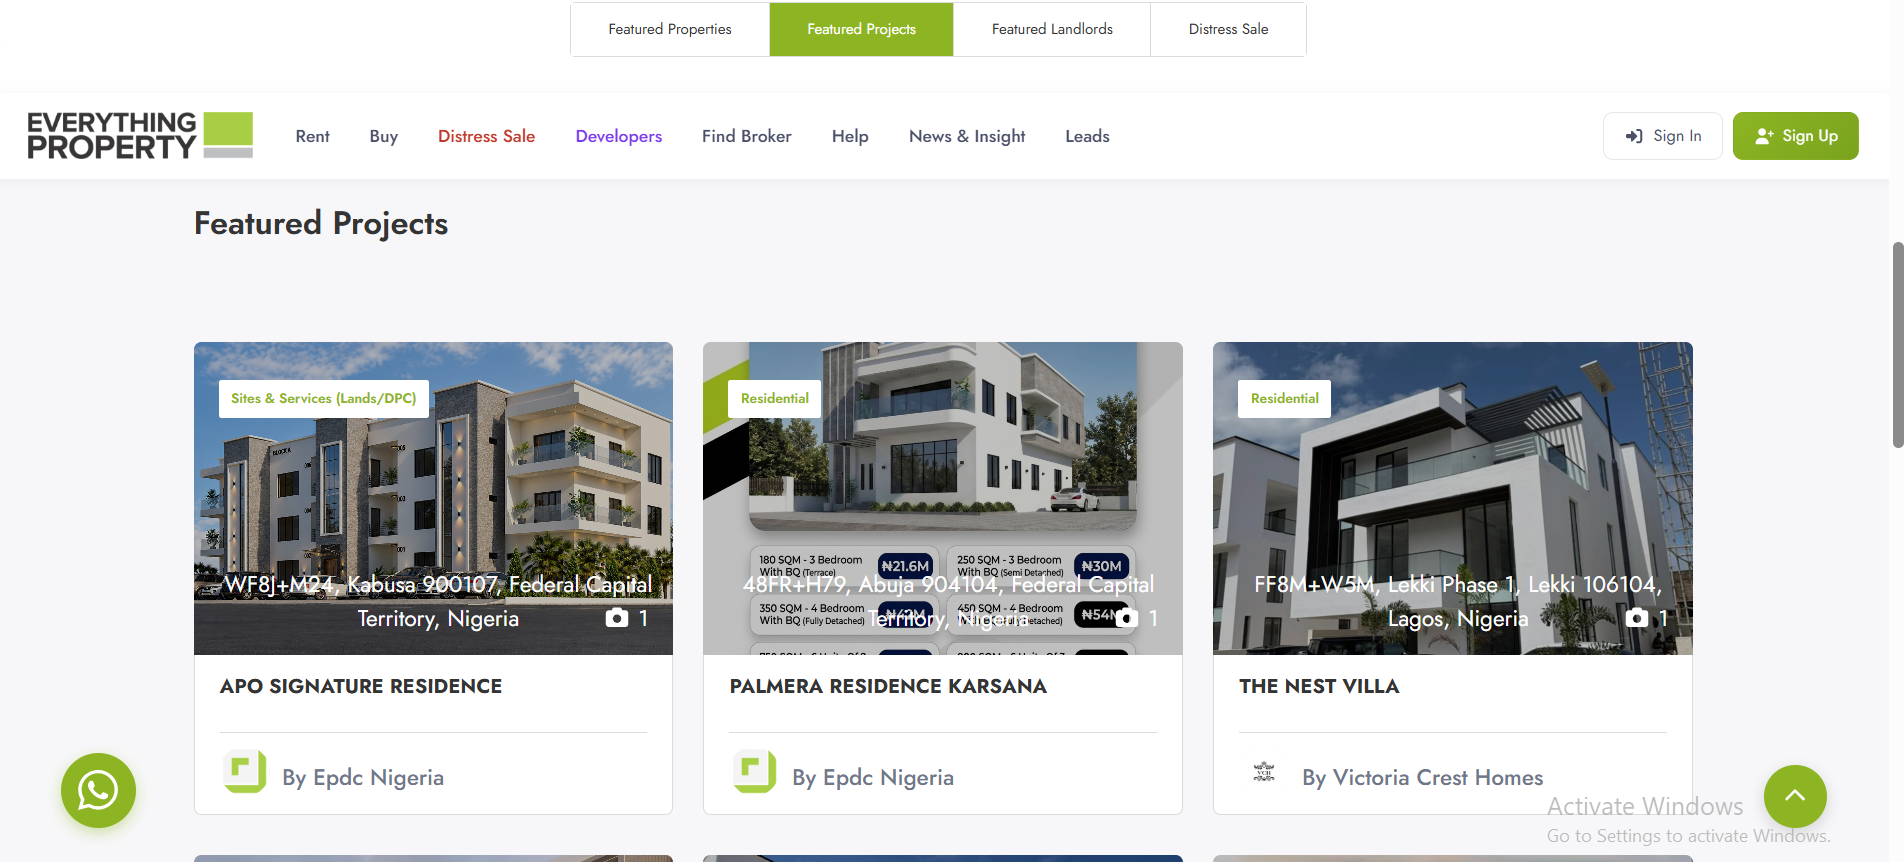 Featured Properties
Featured Projects
Featured Landlords
Distress Sale
EVERYTHING
PROPERTY
Rent
Buy
Distress Sale
Developers
Find Broker
Help
News & Insight
Leads
Sign In
Sign Up
Featured Projects
Sites & Services (Lands/DPC)
BLOCK A
WF8J+M24, Kabusa 900107, Federal Capital
Territory, Nigeria
1
APO SIGNATURE RESIDENCE
By Epdc Nigeria
Residential
180 SQM - 3 Bedroom
With BQ (Terrace)
₦21.6M
250 SQM - 3 Bedroom
With BQ (Semi Detached)
₦30M
48FR+H79, Abuja 904104, Federal Capital
350 SQM - 4 Bedroom
With BQ (Fully Detached)
450 SQM - 4 Bedroom
₦54M
Territory, Nigeria
1
PALMERA RESIDENCE KARSANA
By Epdc Nigeria
Residential
FF8M+W5M, Lekki Phase 1, Lekki 106104,
Lagos, Nigeria
1
THE NEST VILLA
VCH
By Victoria Crest Homes
Activate Windows
Go to Settings to activate Windows.